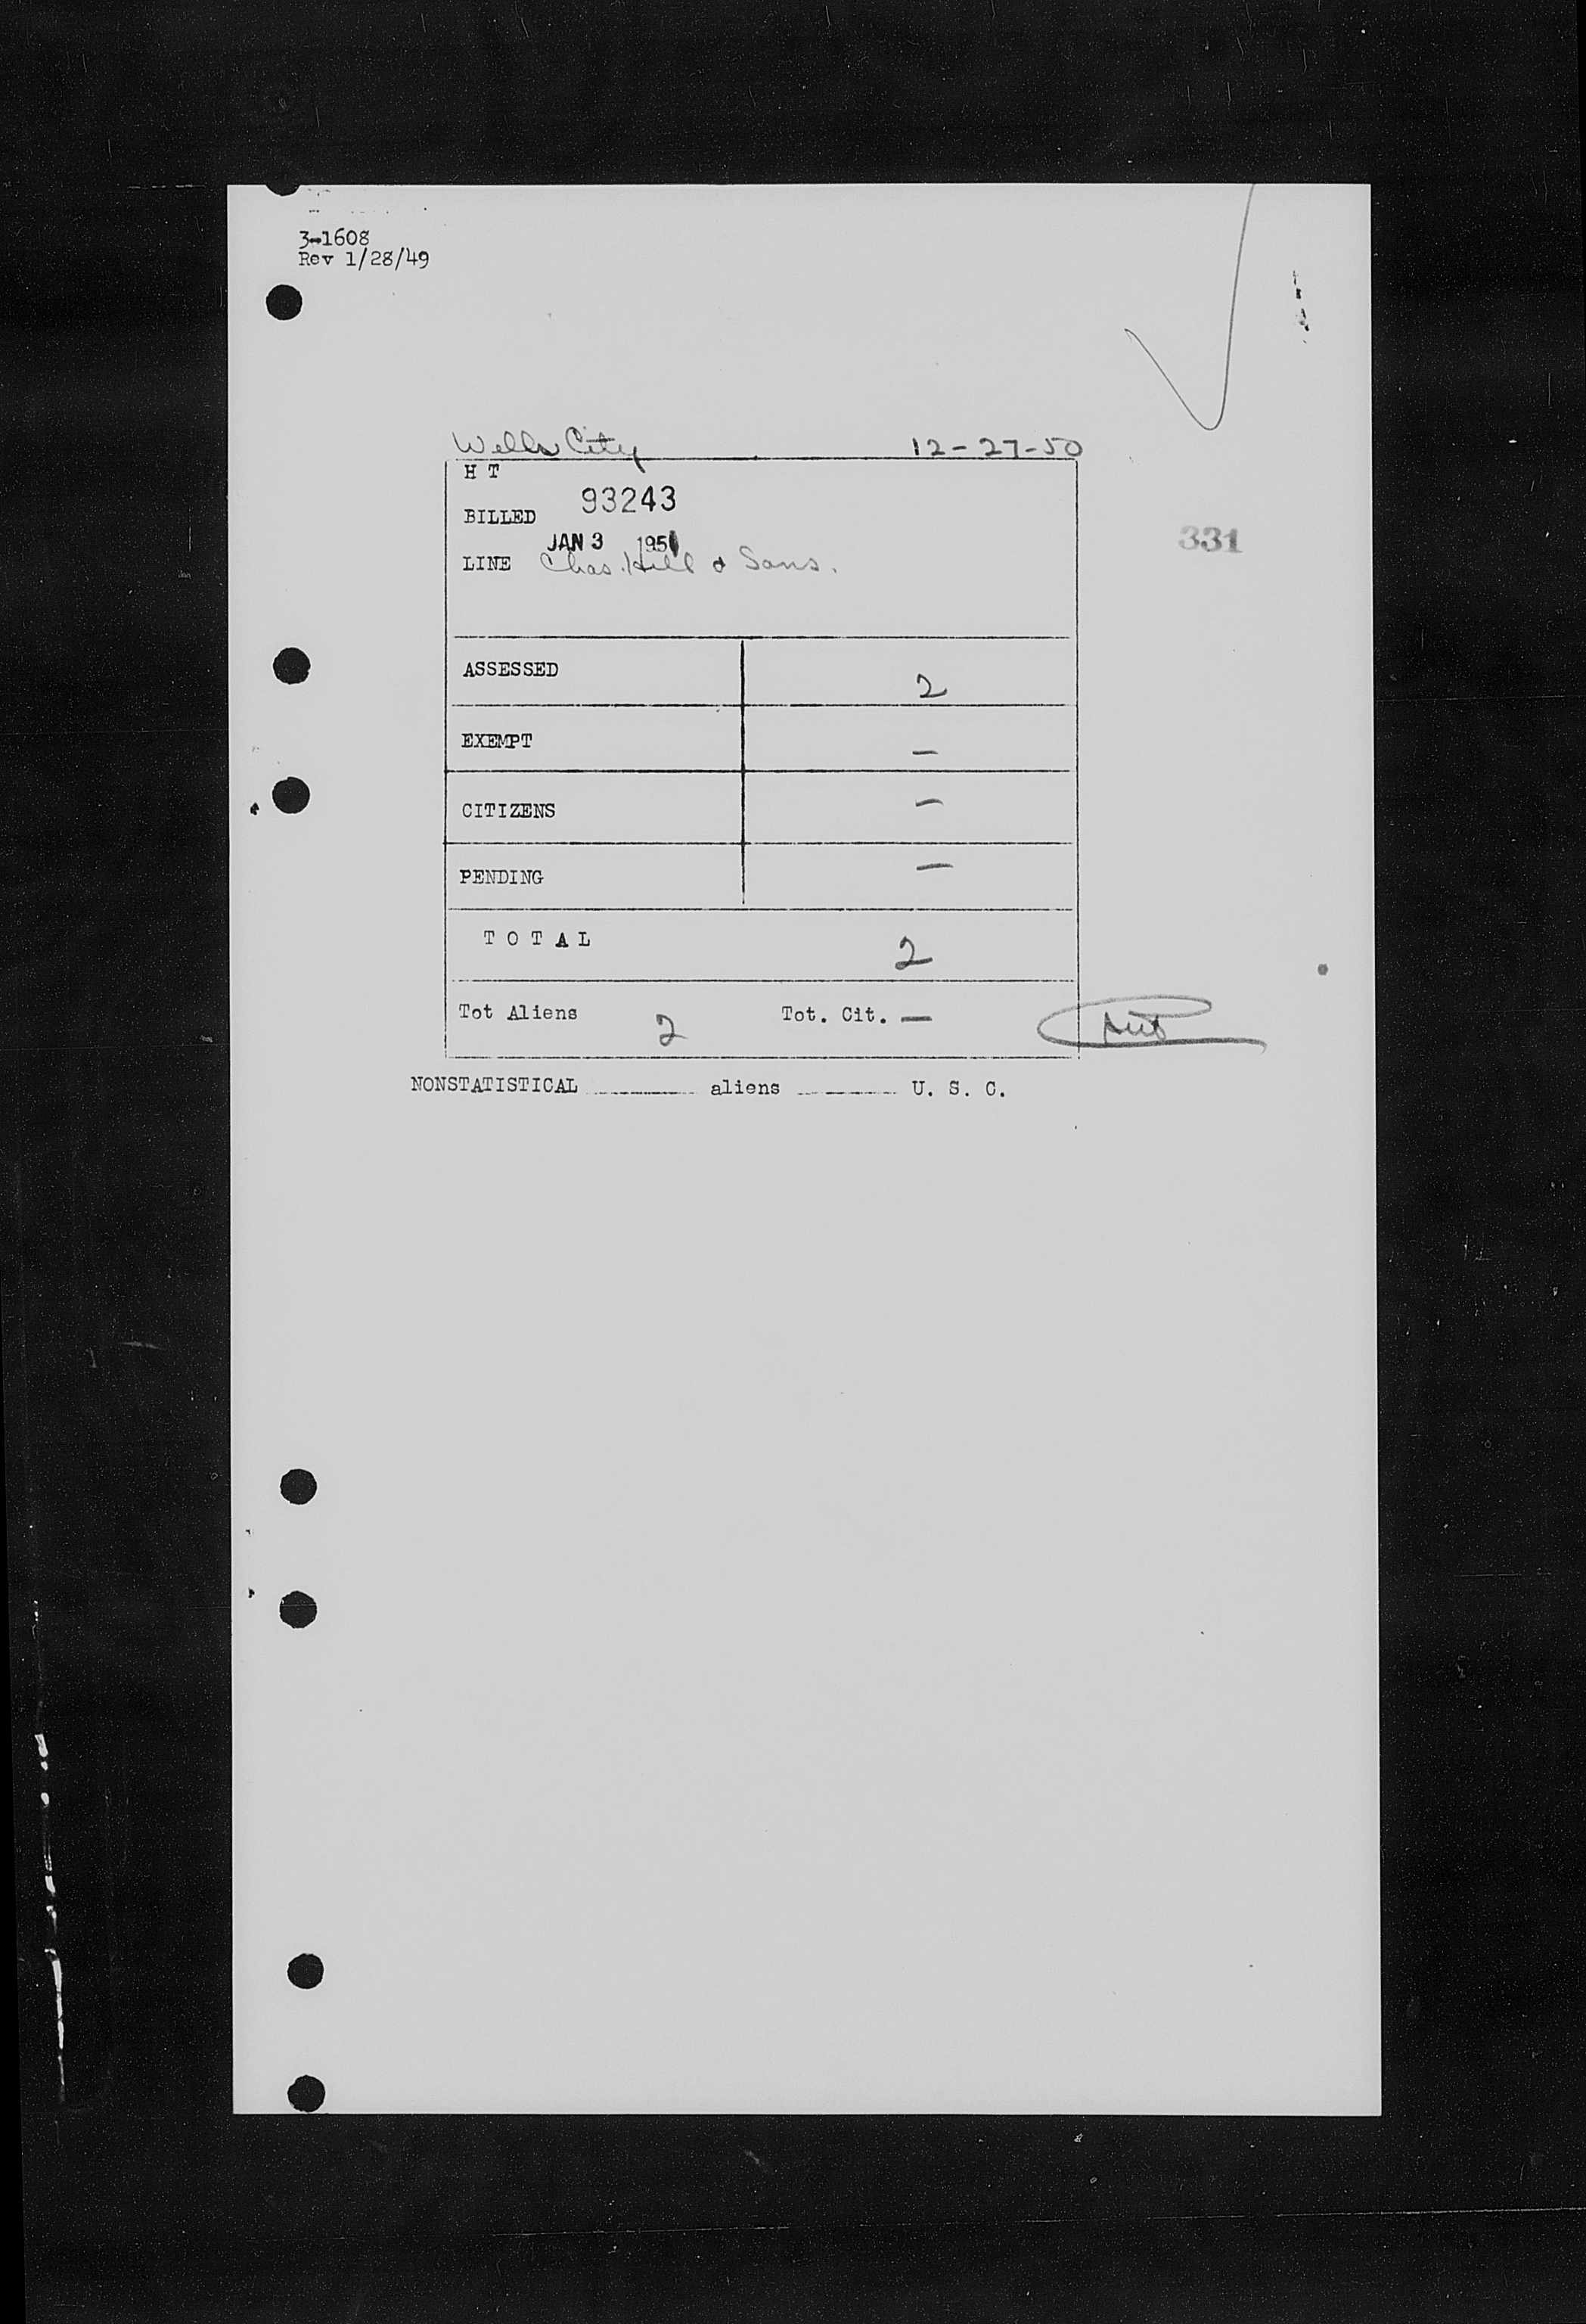 3-1608
Rev 1/28/49
Wells City 12-27-50
H T
93243
BILLED
JAN 3 1951
331
LINE Chas. Hill & Sons.
ASSESSED 2
EXEMPT —
CITIZENS —
PENDING —
T O T A L 2
Tot Aliens 2 Tot. Cit. —
NONSTATISTICAL aliens U. S. C.